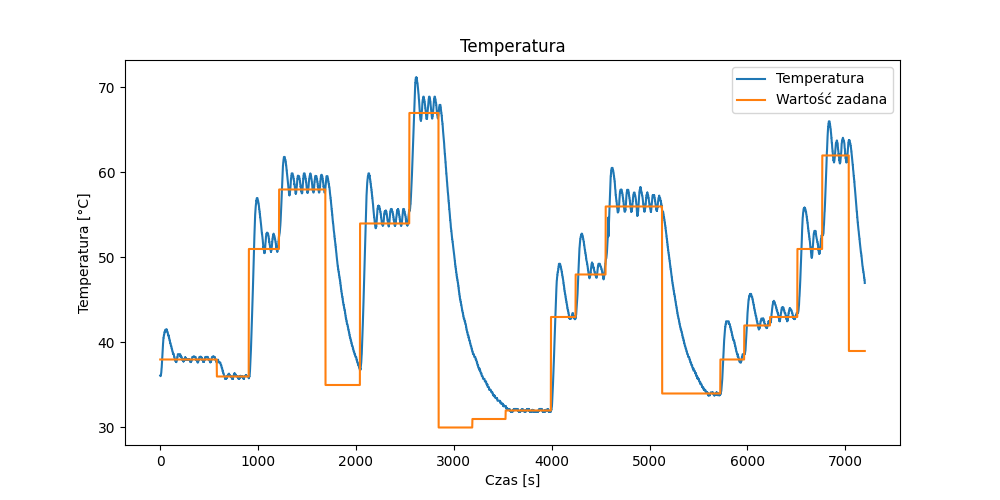 Temperatura
Temperatura [°C]
70
60
50
40
30
Temperatura
Wartość zadana
0 1000 2000 3000 4000 5000 6000 7000
Czas [s]